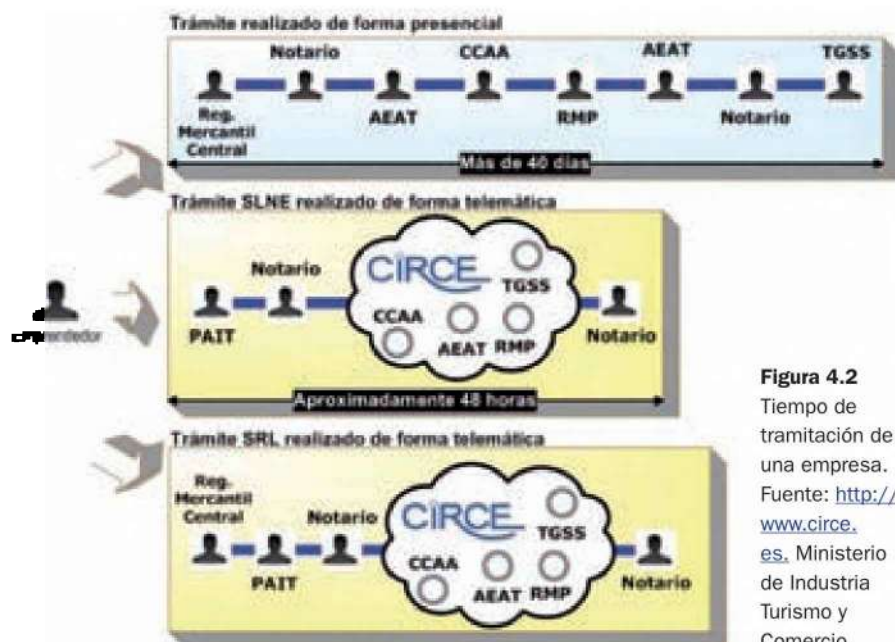 Trámite realizado de forma presencial
Notario CCAA AEAT TGSS
Reg.
Mercantil
Central
AEAT RMP Notario
Más de 40 días
Trámite SLNE realizado de forma telemática
Notario
CIRCE
TGSS
CCAA
PAIT
AEAT RMP
Notario
Aproximadamente 48 horas
Trámite SRL realizado de forma telemática
Reg.
Mercantil
Central
Notario
CIRCE
TGSS
CCAA
PAIT
AEAT RMP
Notario
Figura 4.2
Tiempo de
tramitación de
una empresa.
Fuente: http://
www.circe.
es. Ministerio
de Industria
Turismo y
Comercio